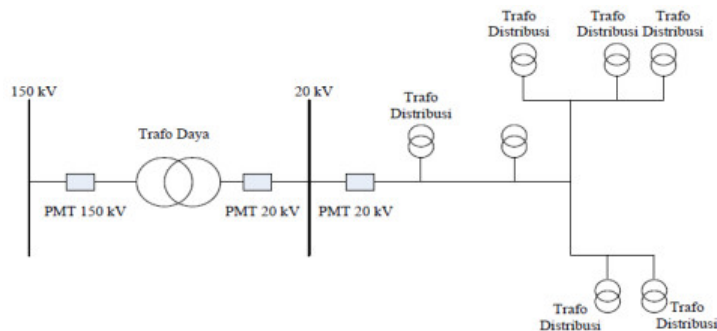 Trafo
Distribusi
Trafo
Distribusi
Trafo
Distribusi
150 kV
20 kV
Trafo Daya
Trafo
Distribusi
PMT 150 kV
PMT 20 kV
PMT 20 kV
Trafo
Distribusi
Trafo
Distribusi